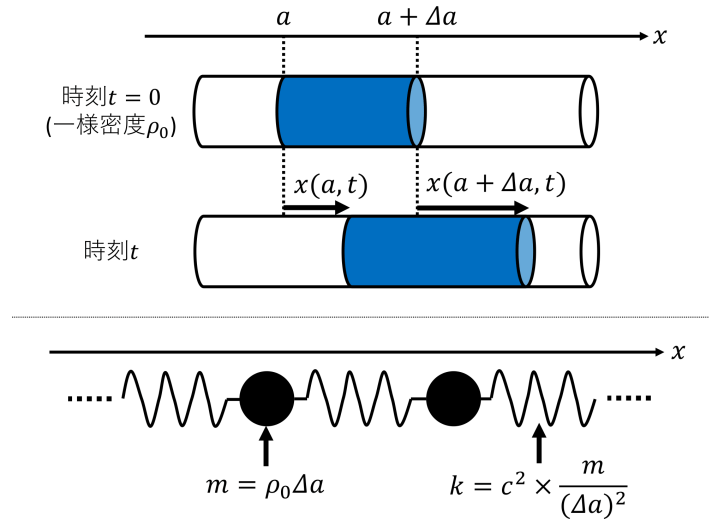 a
a + Δa
x
時刻t = 0
(一様密度ρ₀)
x(a, t)
x(a + Δa, t)
時刻t
x
m = ρ₀Δa
k = c² × m/(Δa)²